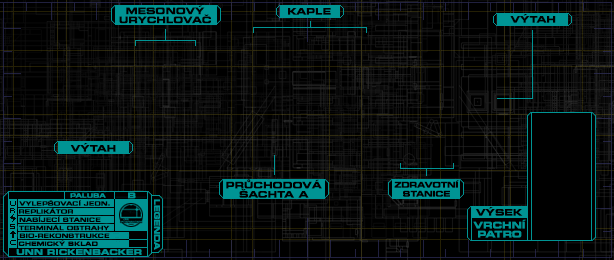 MESONOVÝ
URYCHLOVAČ
KAPLE
VÝTAH
VÝTAH
PRŮCHODOVÁ
ŠACHTA A
ZDRAVOTNÍ
STANICE
VÝSEK
VRCHNÍ
PATRO
PALUBA B
U VYLEPŠOVACÍ JEDN.
R REPLIKÁTOR
NABÍJECÍ STANICE
TERMINÁL OBTRAHY
BIO-REKONSTRUKCE
C CHEMICKÝ SKLAD
LEGENDA
UNN RICKENBACKER